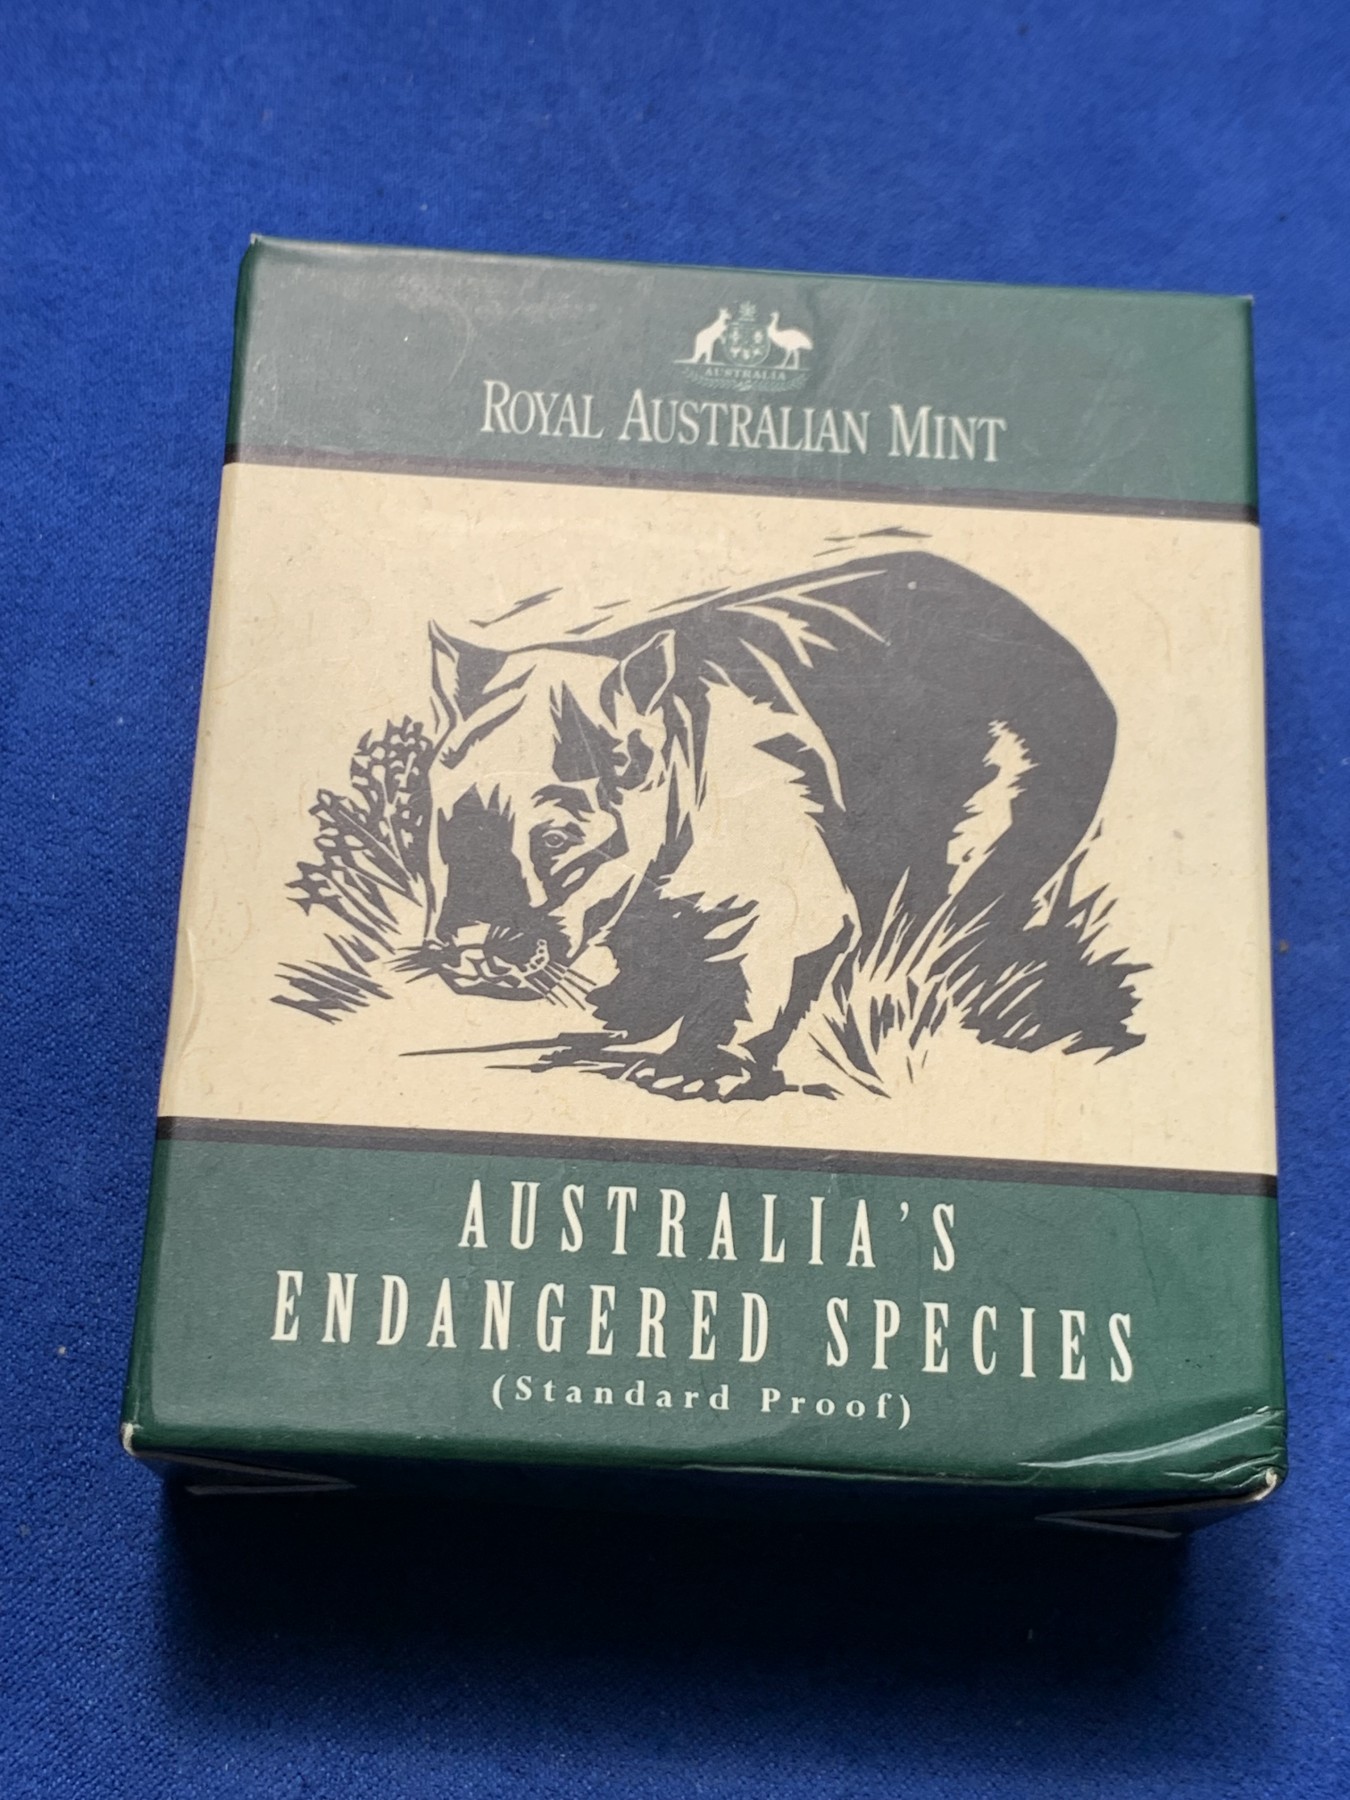 AUSTRALIA
ROYAL AUSTRALIAN MINT
AUSTRALIA'S
ENDANGERED SPECIES
(Standard Proof)